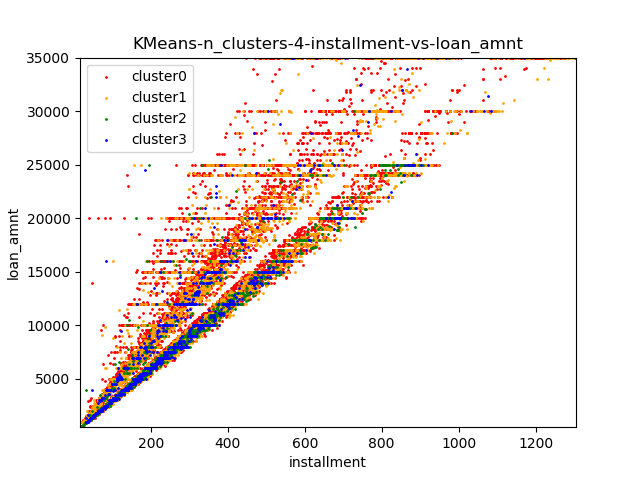 KMeans-n_clusters-4-installment-vs-loan_amnt
35000
30000
25000
20000
15000
10000
5000
loan_amnt
cluster0
cluster1
cluster2
cluster3
200
400
600
800
1000
1200
installment